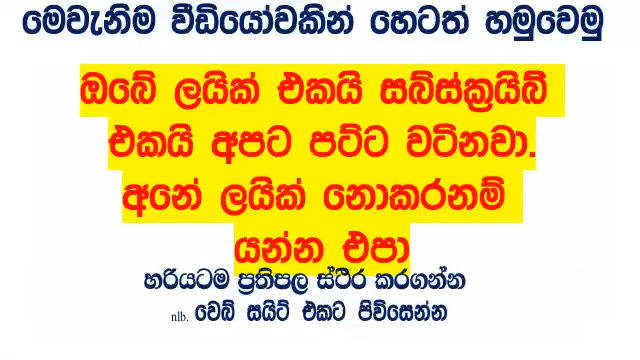 මෙවැනිම වීඩියෝවකින් හෙටත් හමුවෙමු
ඔබේ ලයික් එකයි සබ්ස්ක්‍රයිබ්
එකයි අපට පට්ට වටිනවා.
අනේ ලයික් නොකරනම්
යන්න එපා
හරියටම ප්‍රතිපල ස්ථිර කරගන්න
nlb. වෙබ් සයිට් එකට පිවිසෙන්න